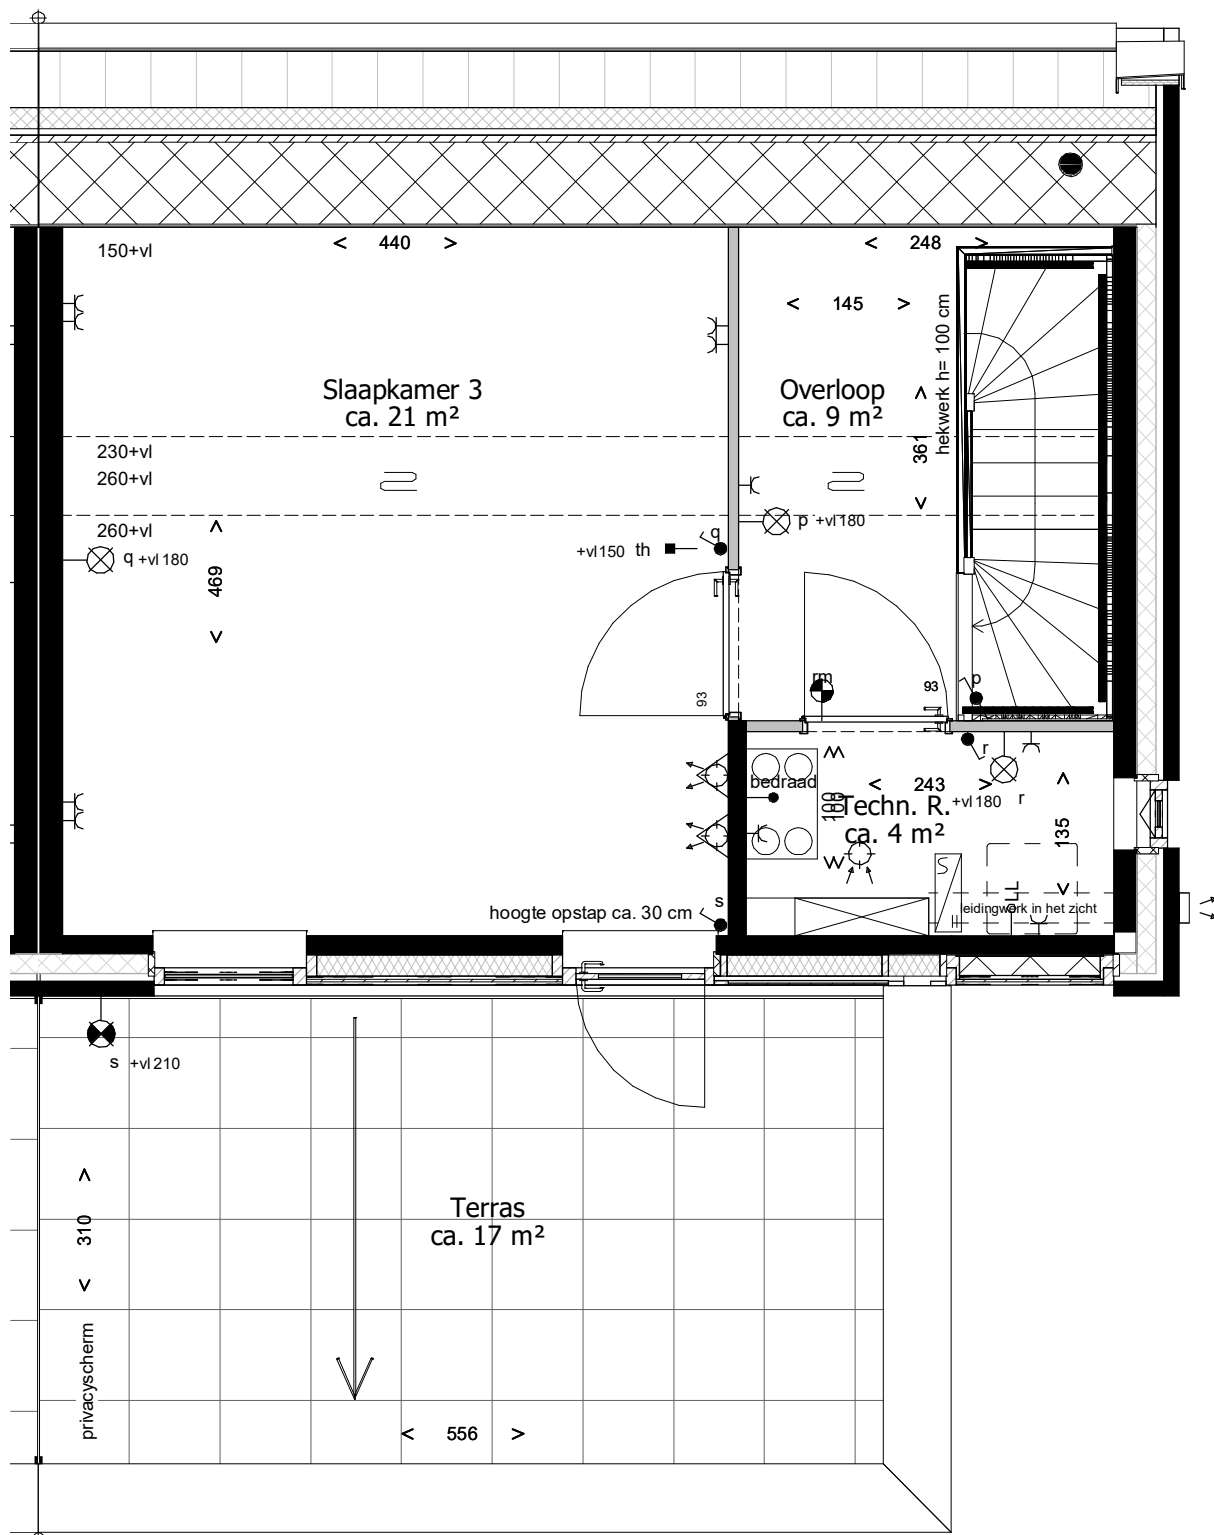 150+vl
< 440 >
< 248 >
< 145 >
hekwerk h= 100 cm
Slaapkamer 3
ca. 21 m²
Overloop
ca. 9 m²
< 361 >
230+vl
260+vl
260+vl
q +vl 180
< 469 >
+vl 150 th
q
p +vl 180
93
rm
93
p
r
bedraad
< 243 >
+vl 180 r
Techn. R.
ca. 4 m²
< 135 >
s
hoogte opstap ca. 30 cm
leidingwerk in het zicht
s +vl 210
Terras
ca. 17 m²
< 310 >
privacyscherm
< 556 >